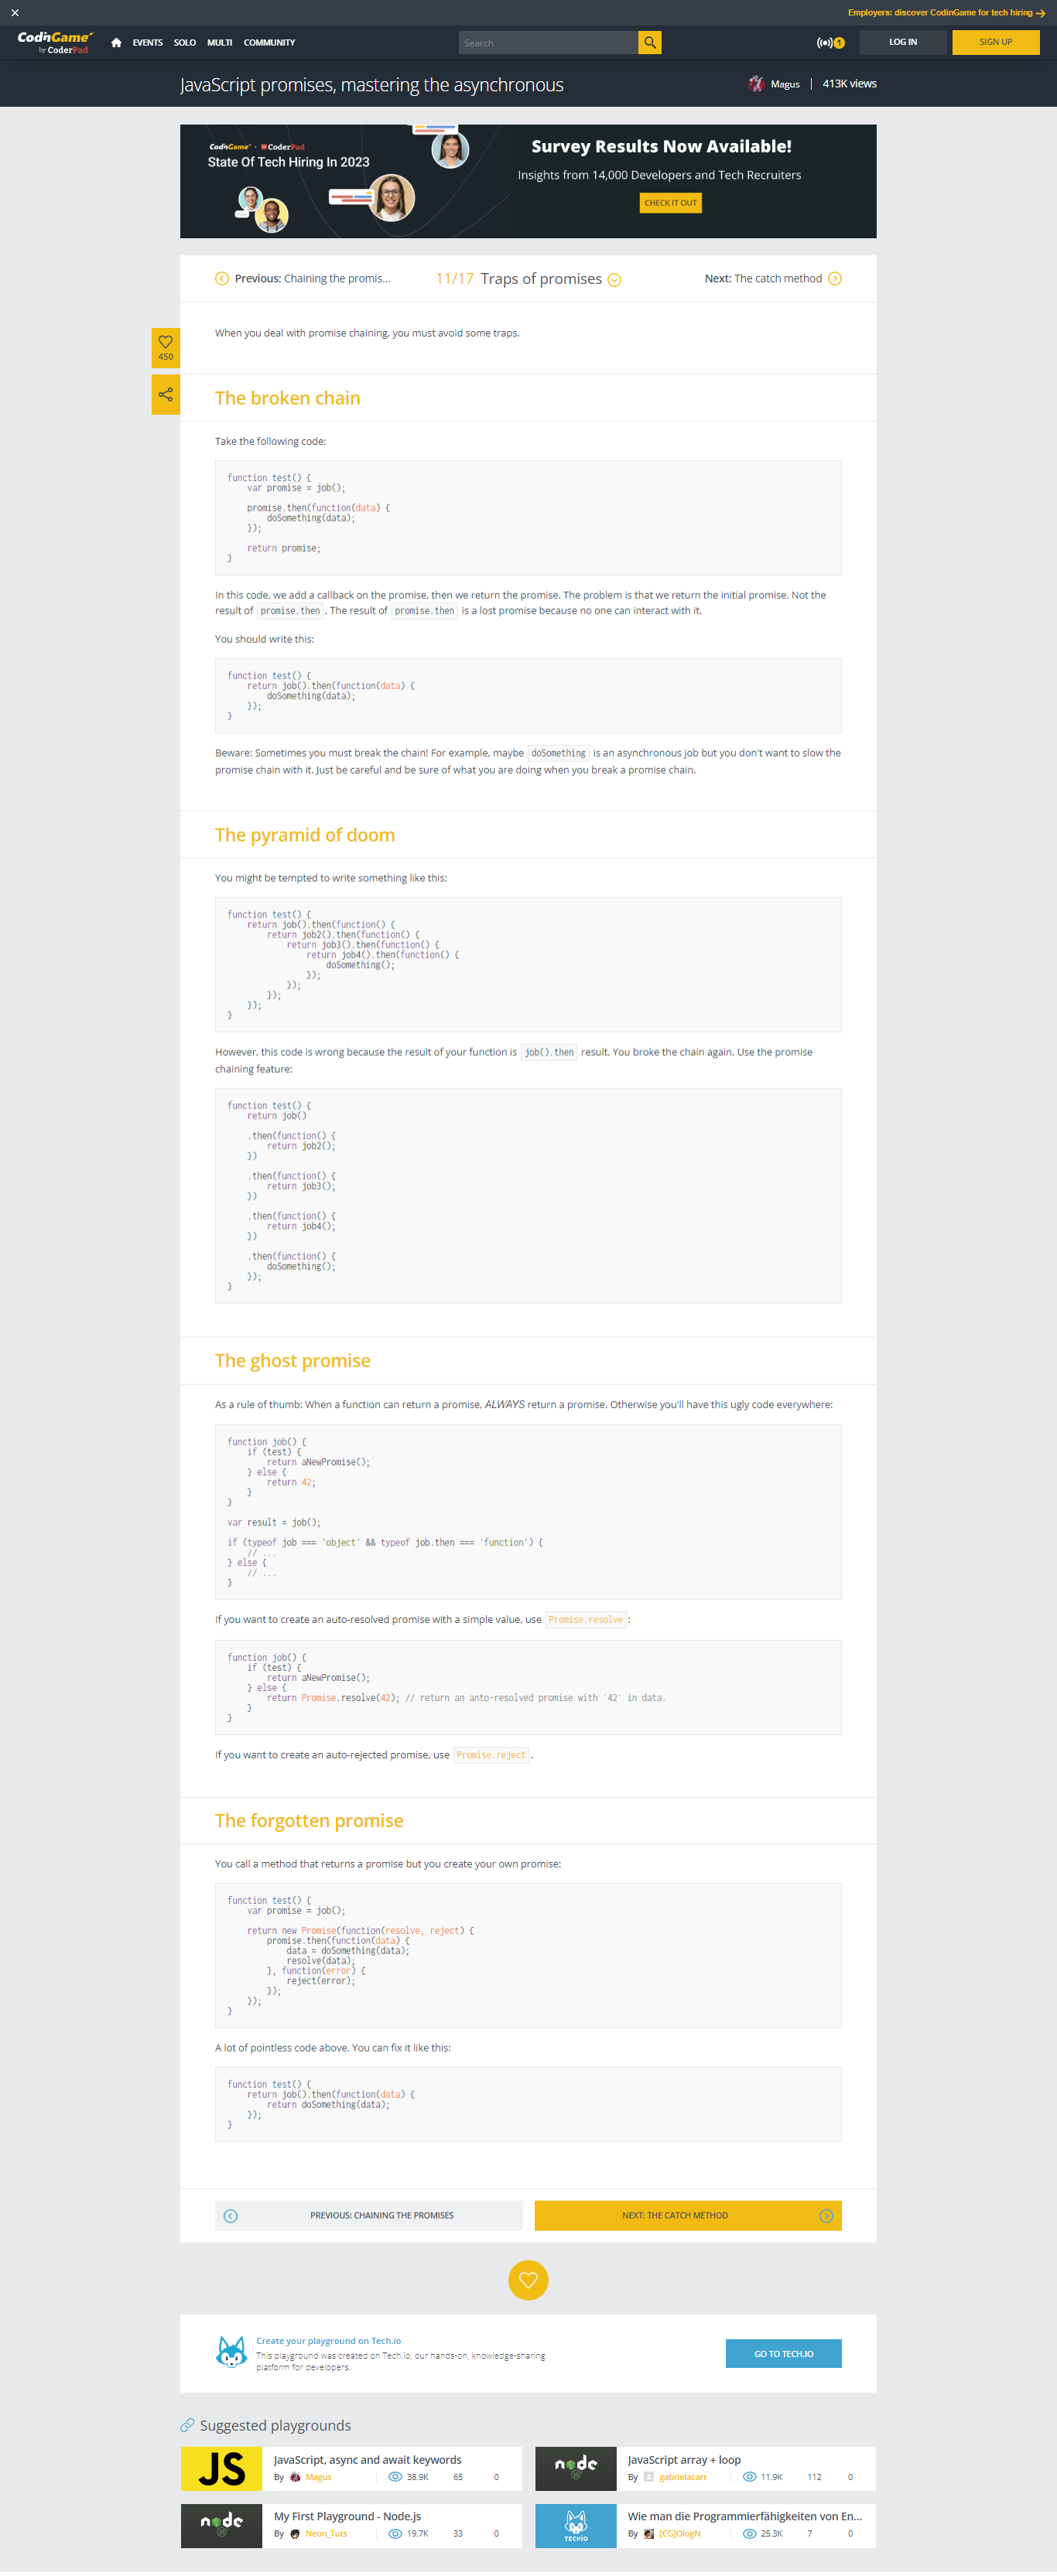 Employers: discover CodinGame for tech hiring
CodinGame
by CoderPad
EVENTS SOLO MULTI COMMUNITY
Search
1
LOG IN
SIGN UP
JavaScript promises, mastering the asynchronous
Magus
413K views
CodinGame · CoderPad
State Of Tech Hiring In 2023
Survey Results Now Available!
Insights from 14,000 Developers and Tech Recruiters
CHECK IT OUT
Previous: Chaining the promis...
11/17 Traps of promises
Next: The catch method
450
When you deal with promise chaining, you must avoid some traps.
The broken chain
Take the following code:
function test() {
    var promise = job();
    promise.then(function(data) {
        doSomething(data);
    });
    return promise;
}
In this code, we add a callback on the promise, then we return the promise. The problem is that we return the initial promise. Not the
result of promise.then . The result of promise.then is a lost promise because no one can interact with it.
You should write this:
function test() {
    return job().then(function(data) {
        doSomething(data);
    });
}
Beware: Sometimes you must break the chain! For example, maybe doSomething is an asynchronous job but you don't want to slow the
promise chain with it. Just be careful and be sure of what you are doing when you break a promise chain.
The pyramid of doom
You might be tempted to write something like this:
function test() {
    return job().then(function() {
        return job2().then(function() {
            return job3().then(function() {
                return job4().then(function() {
                    doSomething();
                });
            });
        });
    });
}
However, this code is wrong because the result of your function is job().then result. You broke the chain again. Use the promise
chaining feature:
function test() {
    return job()
    .then(function() {
        return job2();
    })
    .then(function() {
        return job3();
    })
    .then(function() {
        return job4();
    })
    .then(function() {
        doSomething();
    });
}
The ghost promise
As a rule of thumb: When a function can return a promise, ALWAYS return a promise. Otherwise you'll have this ugly code everywhere:
function job() {
    if (test) {
        return aNewPromise();
    } else {
        return 42;
    }
}
var result = job();
if (typeof job === 'object' && typeof job.then === 'function') {
    // ...
} else {
    // ...
}
If you want to create an auto-resolved promise with a simple value, use Promise.resolve :
function job() {
    if (test) {
        return aNewPromise();
    } else {
        return Promise.resolve(42); // return an anto-resolved promise with `42` in data.
    }
}
If you want to create an auto-rejected promise, use Promise.reject .
The forgotten promise
You call a method that returns a promise but you create your own promise:
function test() {
    var promise = job();
    return new Promise(function(resolve, reject) {
        promise.then(function(data) {
            data = doSomething(data);
            resolve(data);
        }, function(error) {
            reject(error);
        });
    });
}
A lot of pointless code above. You can fix it like this:
function test() {
    return job().then(function(data) {
        return doSomething(data);
    });
}
PREVIOUS: CHAINING THE PROMISES
NEXT: THE CATCH METHOD
Create your playground on Tech.io
This playground was created on Tech.io, our hands-on, knowledge-sharing
platform for developers.
GO TO TECH.IO
Suggested playgrounds
JS
JavaScript, async and await keywords
By Magus 38.9K 65 0
node JS
JavaScript array + loop
By gabrielacarr 11.9K 112 0
node JS
My First Playground - Node.js
By Neon_Tuts 19.7K 33 0
TECHIO
Wie man die Programmierfähigkeiten von En...
By [CG]OlogN 25.3K 7 0